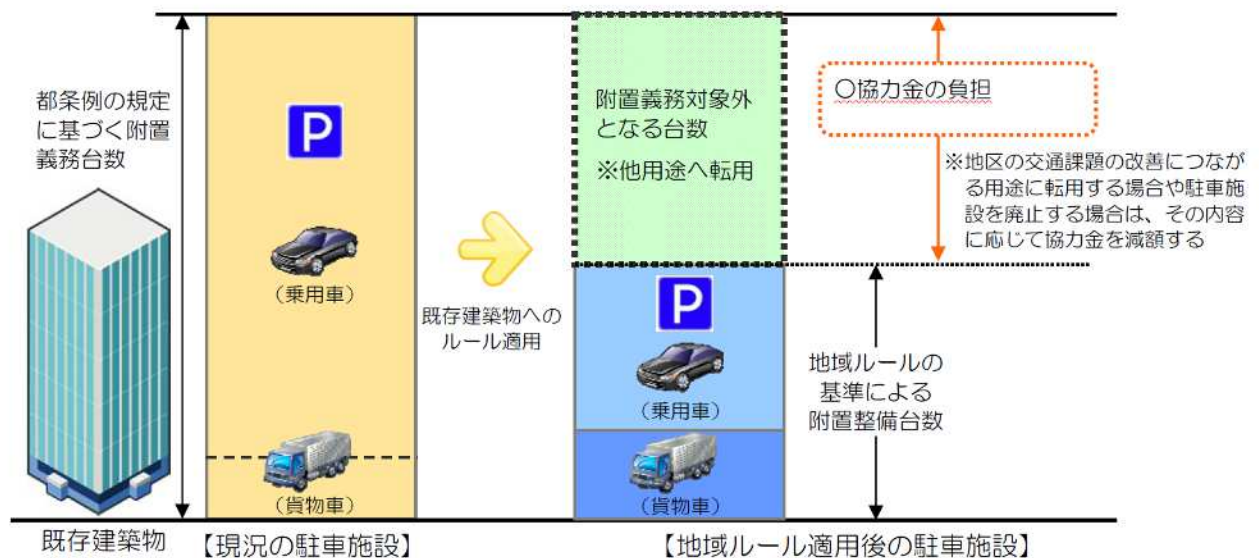 都条例の規定
に基づく附置
義務台数
既存建築物
P
(乗用車)
(貨物車)
【現況の駐車施設】
既存建築物への
ルール適用
附置義務対象外
となる台数
※他用途へ転用
P
(乗用車)
(貨物車)
【地域ルール適用後の駐車施設】
〇協力金の負担
※地区の交通課題の改善につなが
る用途に転用する場合や駐車施
設を廃止する場合は、その内容
に応じて協力金を減額する
地域ルールの
基準による
附置整備台数